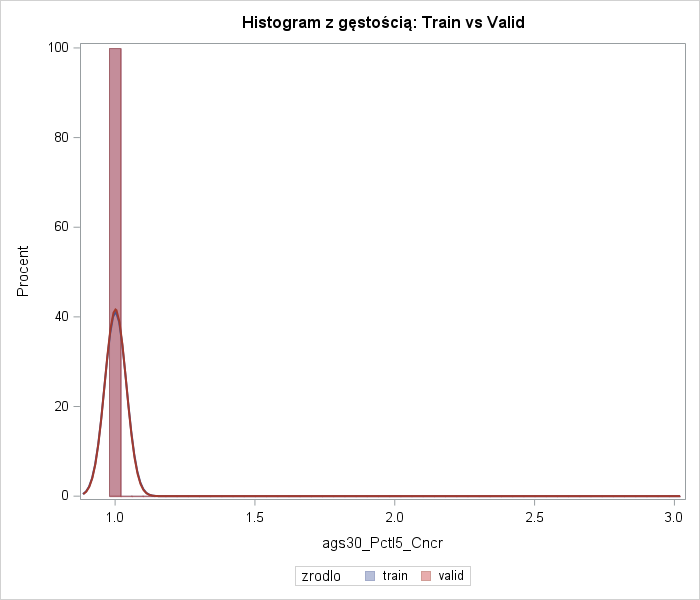 Histogram z gęstością: Train vs Valid
100
80
60
40
20
0
Procent
1.0 1.5 2.0 2.5 3.0
ags30_Pctl5_Cncr
zrodlo train valid